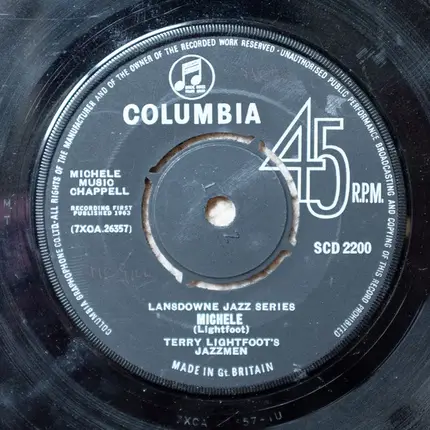 COLUMBIA GRAPHOPHONE CO. LTD.-ALL RIGHTS OF THE MANUFACTURER AND OF THE OWNER OF THE RECORDED WORK RESERVED - UNAUTHORISED PUBLIC PERFORMANCE BROADCASTING AND COPYING OF THIS RECORD PROHIBITED
COLUMBIA
45
R.P.M.
MICHELE
MUSIC
CHAPPELL
RECORDING FIRST
PUBLISHED 1963
(7XCA.26357)
SCD 2200
LANSDOWNE JAZZ SERIES
MICHELE
(Lightfoot)
TERRY LIGHTFOOT'S
JAZZMEN
MADE IN Gt. BRITAIN